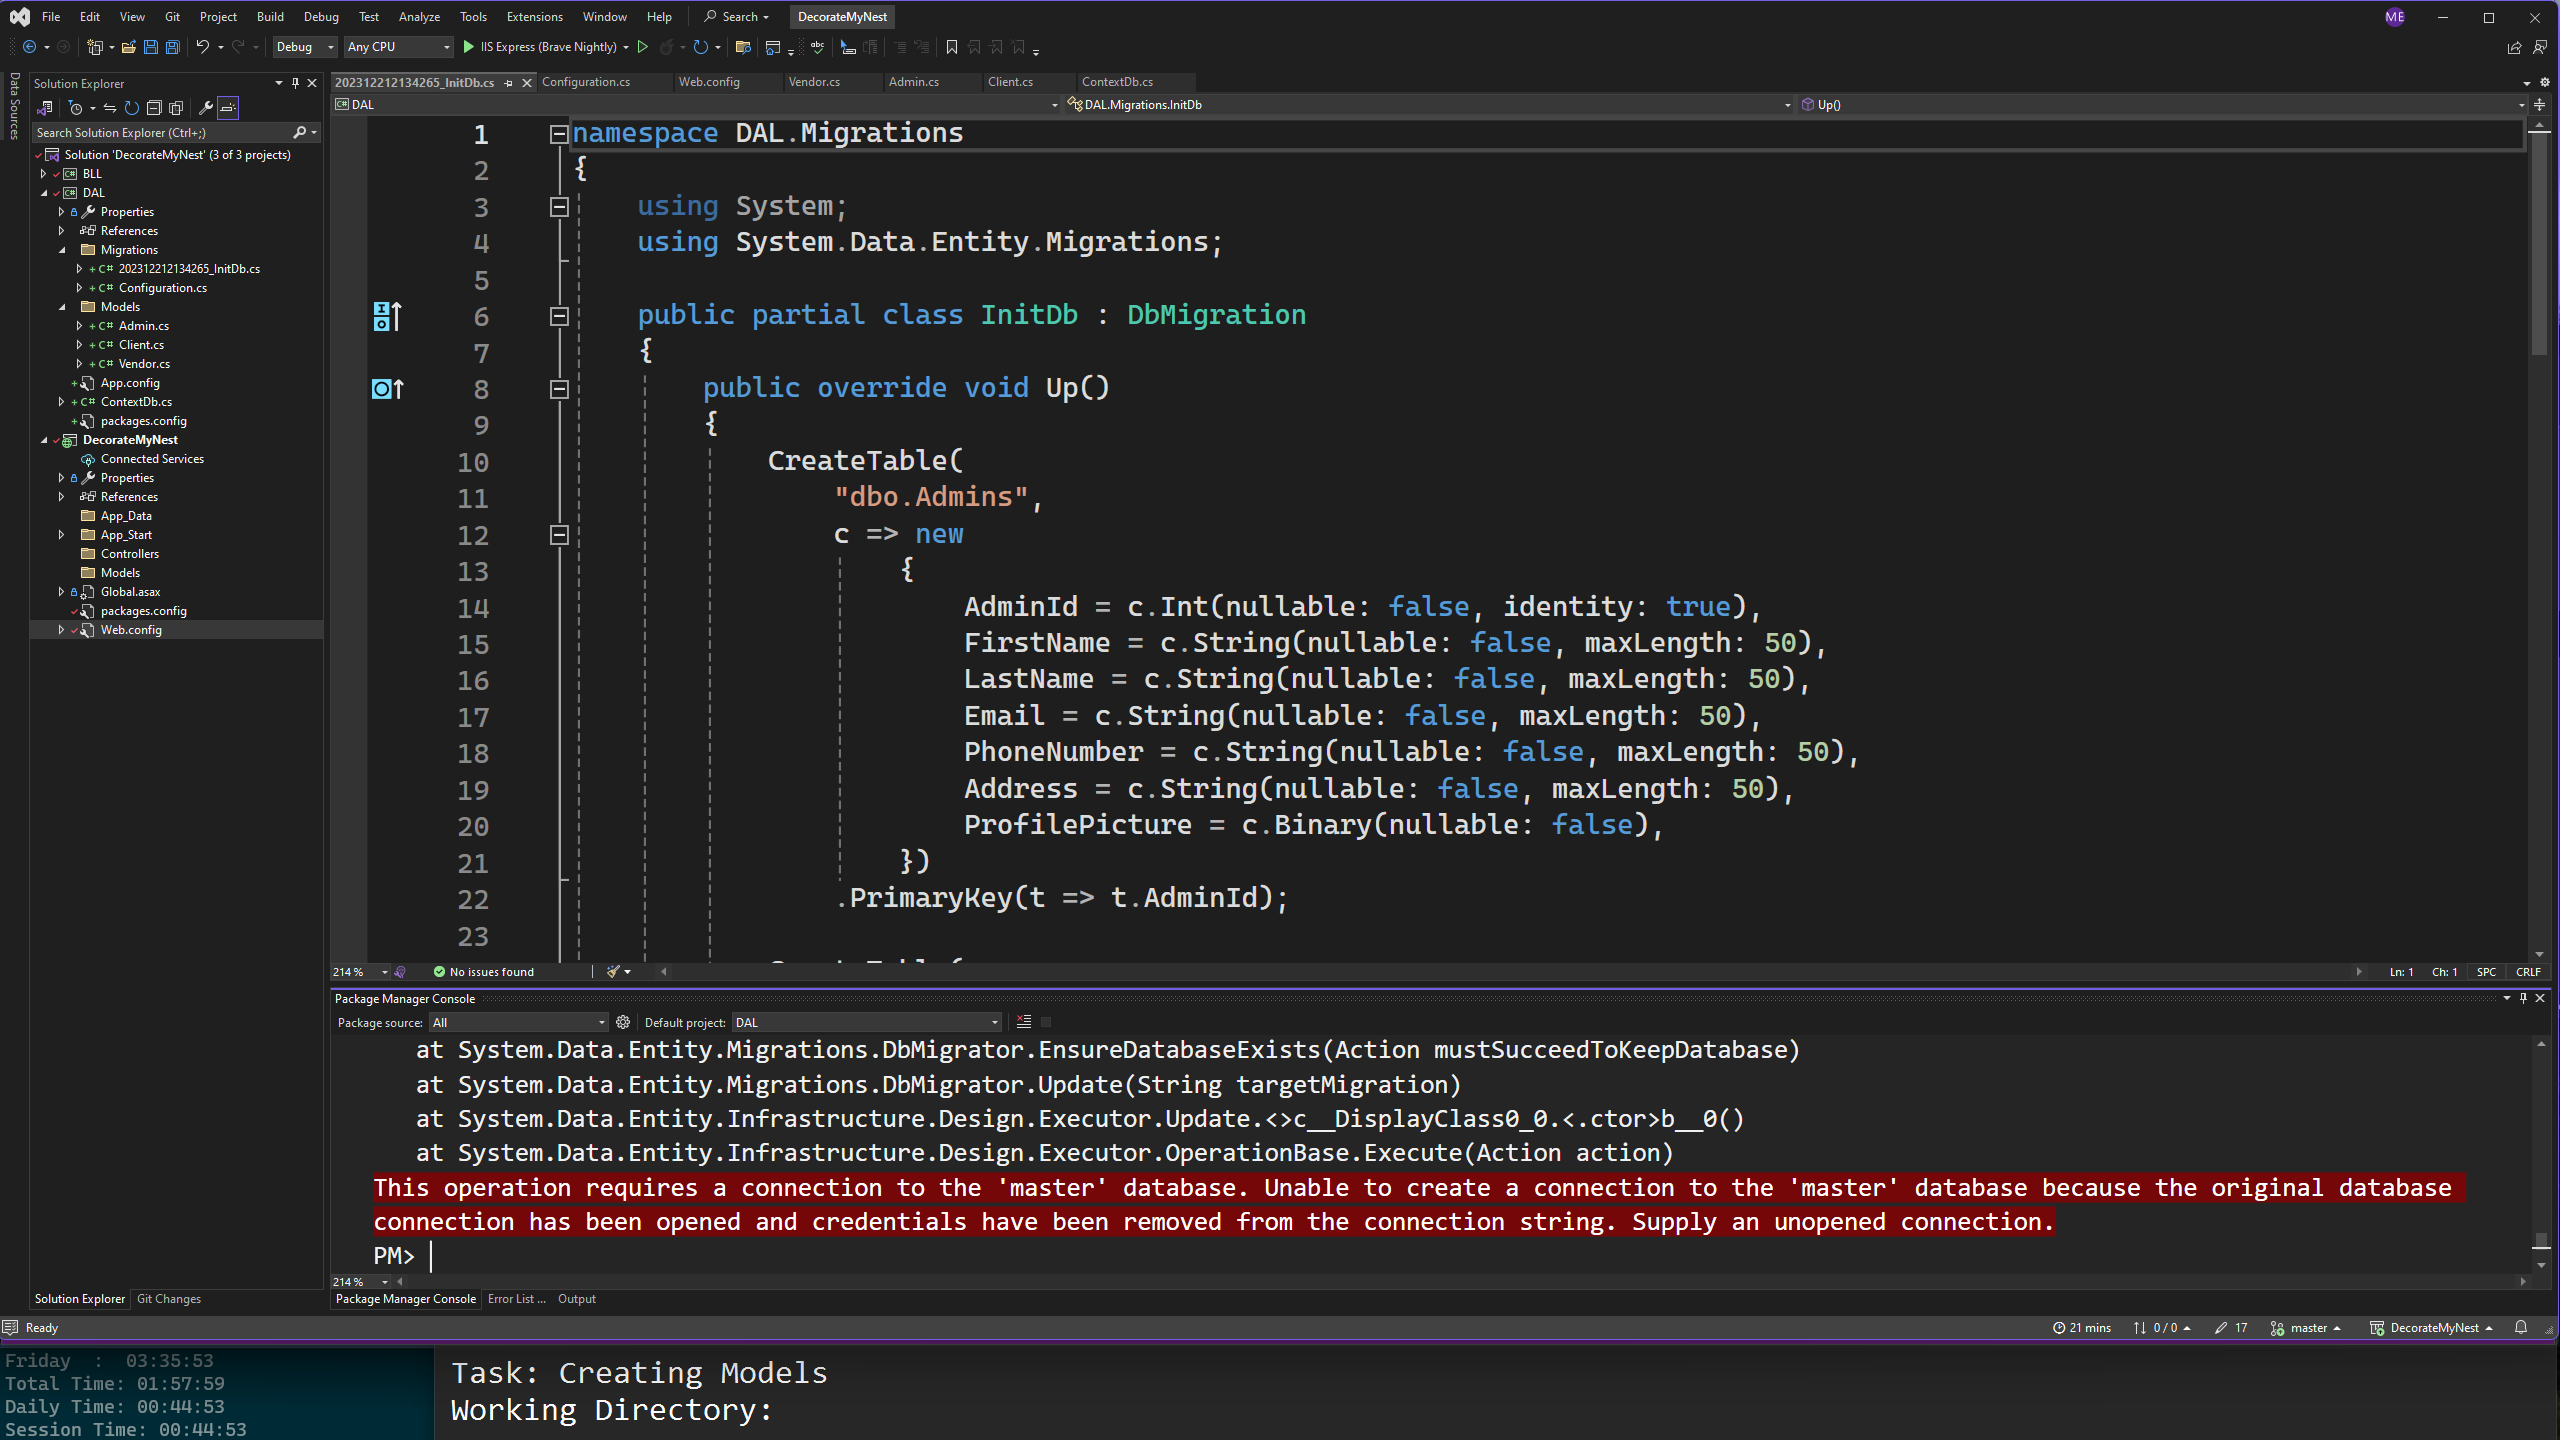 File Edit View Git Project Build Debug Test Analyze Tools Extensions Window Help Search DecorateMyNest ME
Debug Any CPU IIS Express (Brave Nightly)
Data Sources
Solution Explorer
Search Solution Explorer (Ctrl+;)
Solution 'DecorateMyNest' (3 of 3 projects)
BLL
DAL
Properties
References
Migrations
202312212134265_InitDb.cs
Configuration.cs
Models
Admin.cs
Client.cs
Vendor.cs
App.config
ContextDb.cs
packages.config
DecorateMyNest
Connected Services
Properties
References
App_Data
App_Start
Controllers
Models
Global.asax
packages.config
Web.config
Solution Explorer Git Changes
202312212134265_InitDb.cs Configuration.cs Web.config Vendor.cs Admin.cs Client.cs ContextDb.cs
DAL DAL.Migrations.InitDb Up()
1 namespace DAL.Migrations
2 {
3 using System;
4 using System.Data.Entity.Migrations;
5
6 public partial class InitDb : DbMigration
7 {
8 public override void Up()
9 {
10 CreateTable(
11 "dbo.Admins",
12 c => new
13 {
14 AdminId = c.Int(nullable: false, identity: true),
15 FirstName = c.String(nullable: false, maxLength: 50),
16 LastName = c.String(nullable: false, maxLength: 50),
17 Email = c.String(nullable: false, maxLength: 50),
18 PhoneNumber = c.String(nullable: false, maxLength: 50),
19 Address = c.String(nullable: false, maxLength: 50),
20 ProfilePicture = c.Binary(nullable: false),
21 })
22 .PrimaryKey(t => t.AdminId);
23
214 % No issues found Ln: 1 Ch: 1 SPC CRLF
Package Manager Console
Package source: All Default project: DAL
at System.Data.Entity.Migrations.DbMigrator.EnsureDatabaseExists(Action mustSucceedToKeepDatabase)
at System.Data.Entity.Migrations.DbMigrator.Update(String targetMigration)
at System.Data.Entity.Infrastructure.Design.Executor.Update.<>c__DisplayClass0_0.<.ctor>b__0()
at System.Data.Entity.Infrastructure.Design.Executor.OperationBase.Execute(Action action)
This operation requires a connection to the 'master' database. Unable to create a connection to the 'master' database because the original database
connection has been opened and credentials have been removed from the connection string. Supply an unopened connection.
PM>
214 %
Package Manager Console Error List ... Output
Ready 21 mins 0 / 0 17 master DecorateMyNest
Friday : 03:35:53
Total Time: 01:57:59
Daily Time: 00:44:53
Session Time: 00:44:53
Task: Creating Models
Working Directory: